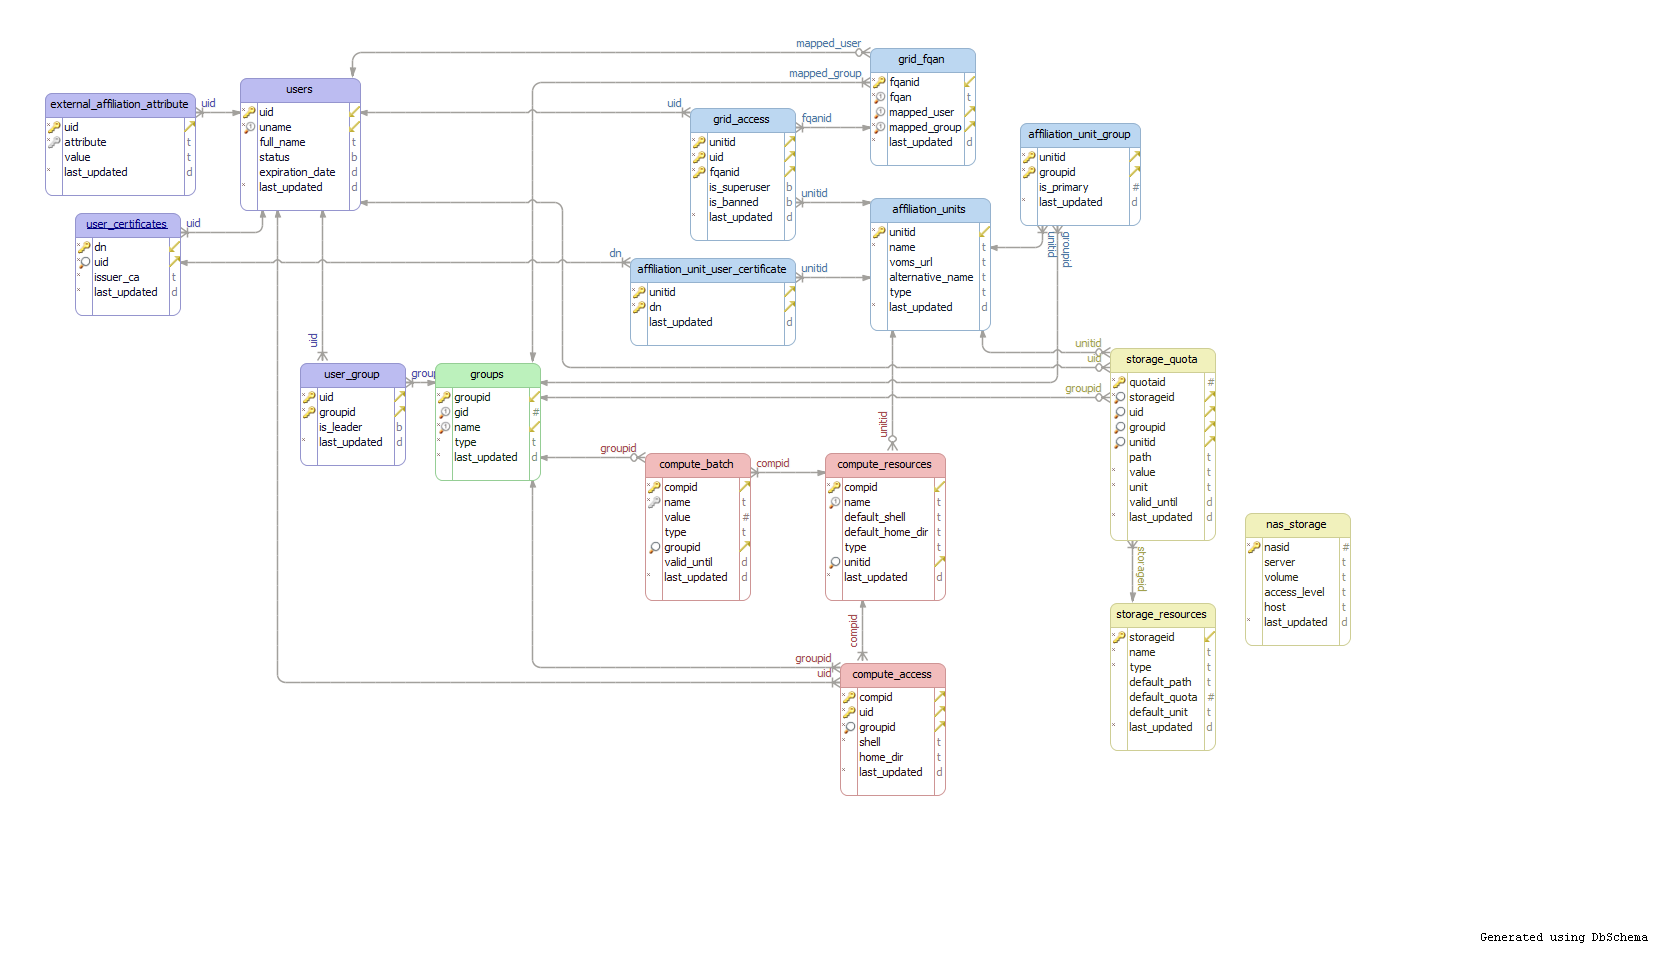 mapped_user
grid_fqan
fqanid
fqan t
mapped_user
mapped_group
last_updated d
mapped_group
users
uid
uname
full_name t
status b
expiration_date d
last_updated d
external_affiliation_attribute
uid
attribute t
value t
last_updated d
uid
uid
grid_access
unitid
uid
fqanid
is_superuser b
is_banned b
last_updated d
fqanid
unitid
affiliation_unit_group
unitid
groupid
is_primary #
last_updated d
unitid
groupid
user_certificates
dn
uid
issuer_ca t
last_updated d
uid
dn
affiliation_unit_user_certificate
unitid
dn
last_updated d
unitid
affiliation_units
unitid
name t
voms_url t
alternative_name t
type t
last_updated d
uid
user_group
uid
groupid
is_leader b
last_updated d
group
groups
groupid
gid #
name
type t
last_updated d
unitid
uid
groupid
storage_quota
quotaid #
storageid
uid
groupid
unitid
path t
value t
unit t
valid_until d
last_updated d
storageid
groupid
compute_batch
compid
name t
value #
type t
groupid
valid_until d
last_updated d
compid
unitid
compute_resources
compid
name t
default_shell t
default_home_dir t
type t
unitid
last_updated d
nas_storage
nasid #
server t
volume t
access_level t
host t
last_updated d
storage_resources
storageid
name t
type t
default_path t
default_quota #
default_unit t
last_updated d
compid
groupid
uid
compute_access
compid
uid
groupid
shell t
home_dir t
last_updated d
Generated using DbSchema